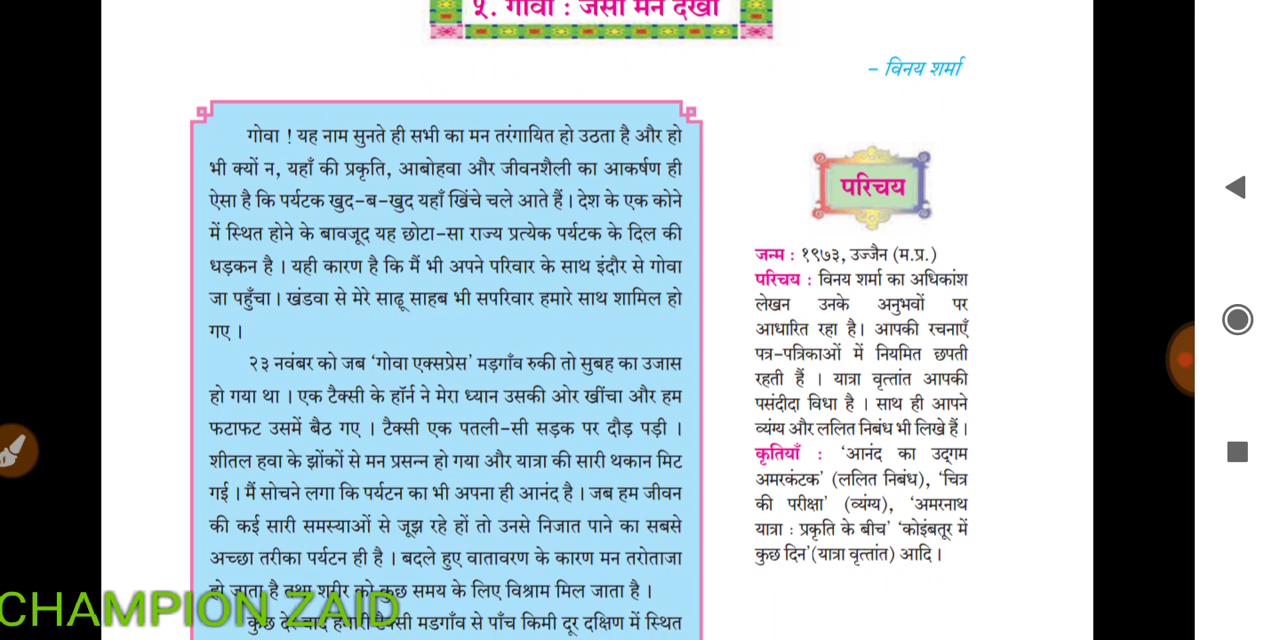 ५. गोवा : जैसा मैंने देखा
- विनय शर्मा
गोवा ! यह नाम सुनते ही सभी का मन तरंगायित हो उठता है और हो
भी क्यों न, यहाँ की प्रकृति, आबोहवा और जीवनशैली का आकर्षण ही
ऐसा है कि पर्यटक खुद-ब-खुद यहाँ खिंचे चले आते हैं । देश के एक कोने
में स्थित होने के बावजूद यह छोटा-सा राज्य प्रत्येक पर्यटक के दिल की
धड़कन है । यही कारण है कि मैं भी अपने परिवार के साथ इंदौर से गोवा
जा पहुँचा । खंडवा से मेरे साढ़ू साहब भी सपरिवार हमारे साथ शामिल हो
गए ।
२३ नवंबर को जब ‘गोवा एक्सप्रेस’ मड़गाँव रुकी तो सुबह का उजास
हो गया था । एक टैक्सी के हॉर्न ने मेरा ध्यान उसकी ओर खींचा और हम
फटाफट उसमें बैठ गए । टैक्सी एक पतली-सी सड़क पर दौड़ पड़ी ।
शीतल हवा के झोंकों से मन प्रसन्न हो गया और यात्रा की सारी थकान मिट
गई । मैं सोचने लगा कि पर्यटन का भी अपना ही आनंद है । जब हम जीवन
की कई सारी समस्याओं से जूझ रहे हों तो उनसे निजात पाने का सबसे
अच्छा तरीका पर्यटन ही है । बदले हुए वातावरण के कारण मन तरोताजा
हो जाता है तथा शरीर को कुछ समय के लिए विश्राम मिल जाता है ।
कुछ देर बाद हमारी टैक्सी मडगाँव से पाँच किमी दूर दक्षिण में स्थित
परिचय
जन्म : १९७३, उज्जैन (म.प्र.)
परिचय : विनय शर्मा का अधिकांश
लेखन उनके अनुभवों पर
आधारित रहा है। आपकी रचनाएँ
पत्र-पत्रिकाओं में नियमित छपती
रहती हैं । यात्रा वृत्तांत आपकी
पसंदीदा विधा है । साथ ही आपने
व्यंग्य और ललित निबंध भी लिखे हैं ।
कृतियाँ : ‘आनंद का उद्गम
अमरकंटक’ (ललित निबंध), ‘चित्र
की परीक्षा’ (व्यंग्य), ‘अमरनाथ
यात्रा : प्रकृति के बीच’ ‘कोइंबतूर में
कुछ दिन’(यात्रा वृत्तांत) आदि ।
CHAMPION ZAID